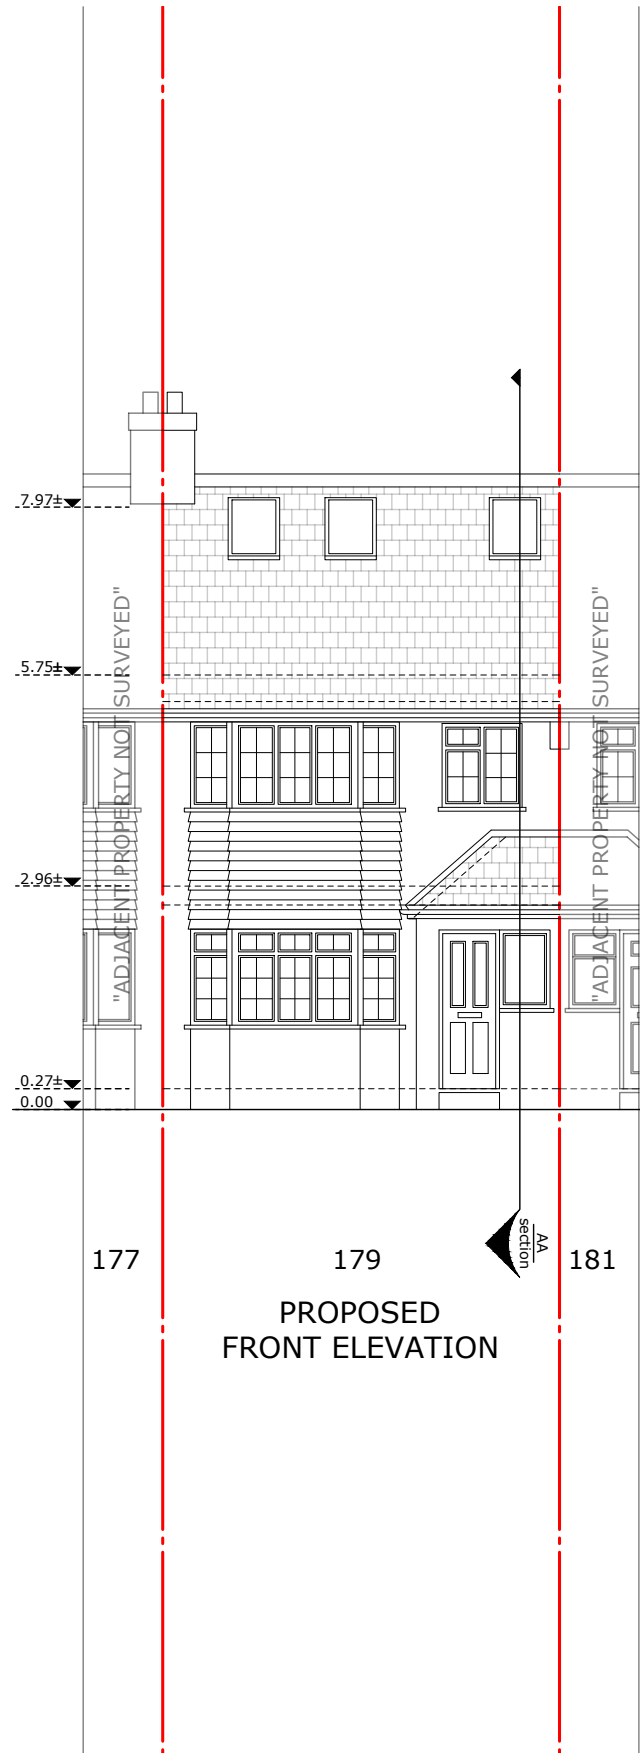 7.97±
5.75±
2.96±
0.27±
0.00
"ADJACENT PROPERTY NOT SURVEYED"
"ADJACENT PROPERTY NOT SURVEYED"
AA
section
177
179
181
PROPOSED
FRONT ELEVATION